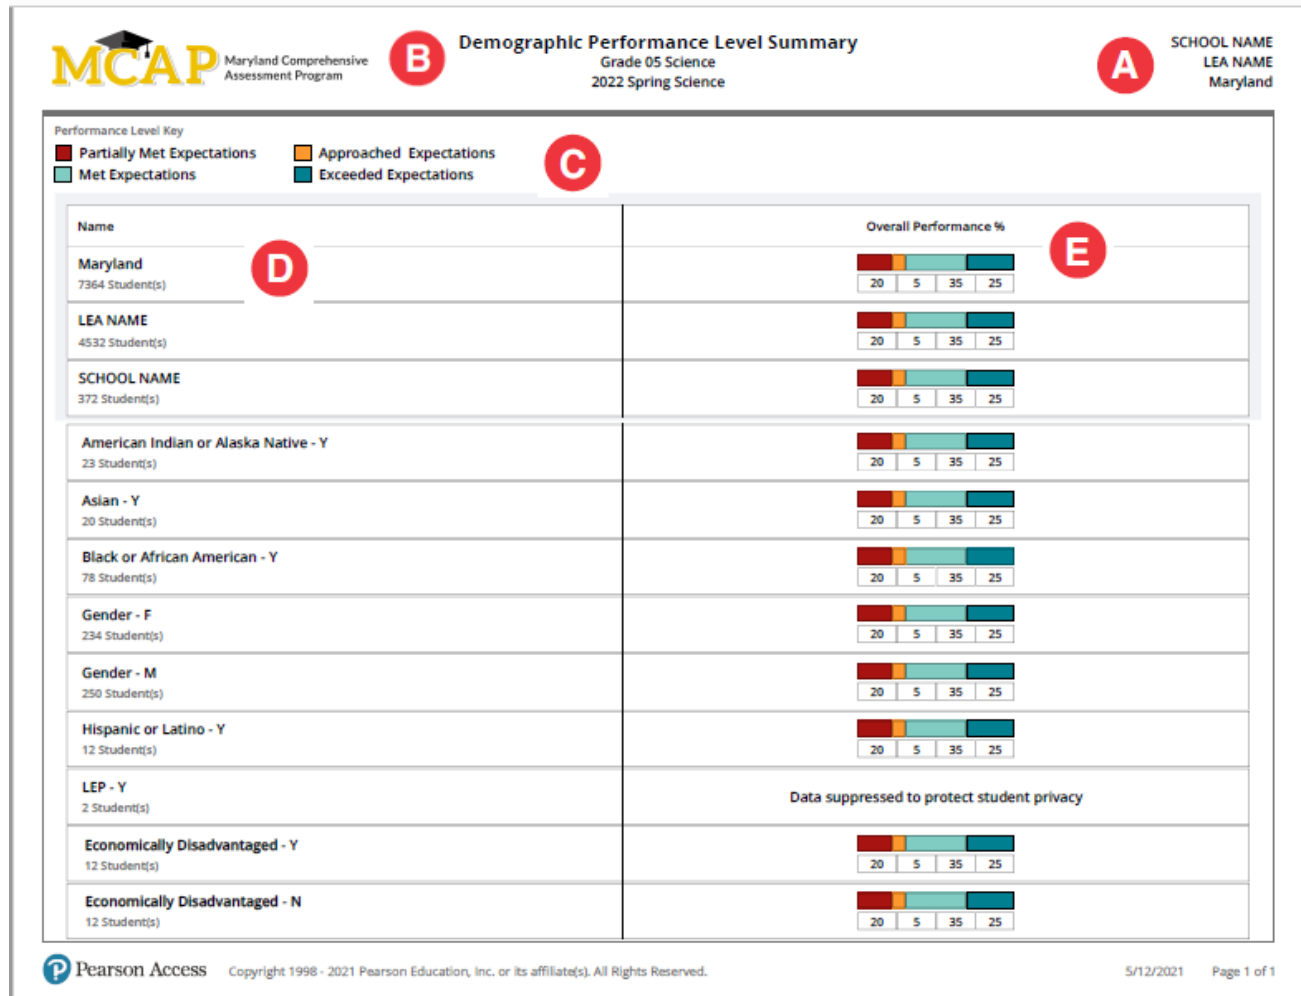 MCAP Maryland Comprehensive
Assessment Program
B
Demographic Performance Level Summary
Grade 05 Science
2022 Spring Science
A
SCHOOL NAME
LEA NAME
Maryland
Performance Level Key
Partially Met Expectations Approached Expectations
Met Expectations Exceeded Expectations
C
Name Overall Performance %
D
E
Maryland
7364 Student(s) 20 5 35 25
LEA NAME
4532 Student(s) 20 5 35 25
SCHOOL NAME
372 Student(s) 20 5 35 25
American Indian or Alaska Native - Y
23 Student(s) 20 5 35 25
Asian - Y
20 Student(s) 20 5 35 25
Black or African American - Y
78 Student(s) 20 5 35 25
Gender - F
234 Student(s) 20 5 35 25
Gender - M
250 Student(s) 20 5 35 25
Hispanic or Latino - Y
12 Student(s) 20 5 35 25
LEP - Y
2 Student(s)
Data suppressed to protect student privacy
Economically Disadvantaged - Y
12 Student(s) 20 5 35 25
Economically Disadvantaged - N
12 Student(s) 20 5 35 25
P Pearson Access Copyright 1998 - 2021 Pearson Education, Inc. or its affiliate(s). All Rights Reserved. 5/12/2021 Page 1 of 1